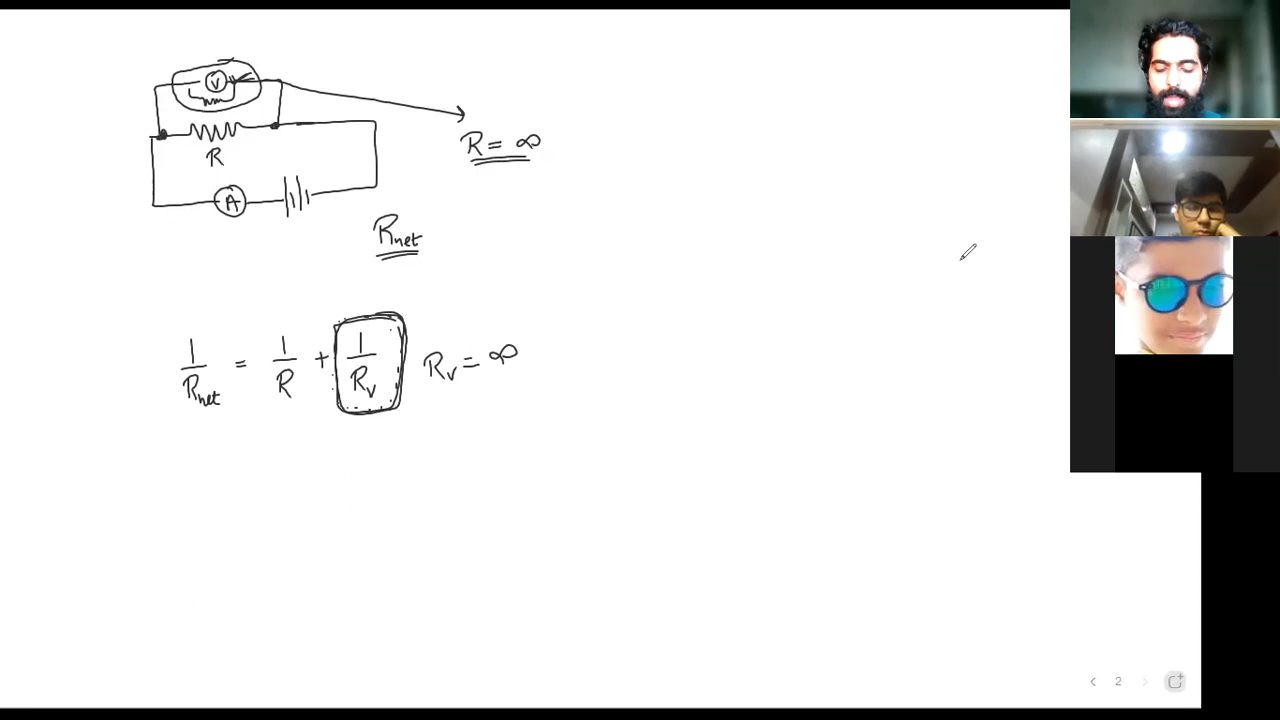 V
R
R = ∞
A
Rnet
1/Rnet = 1/R + 1/Rv Rv = ∞
2